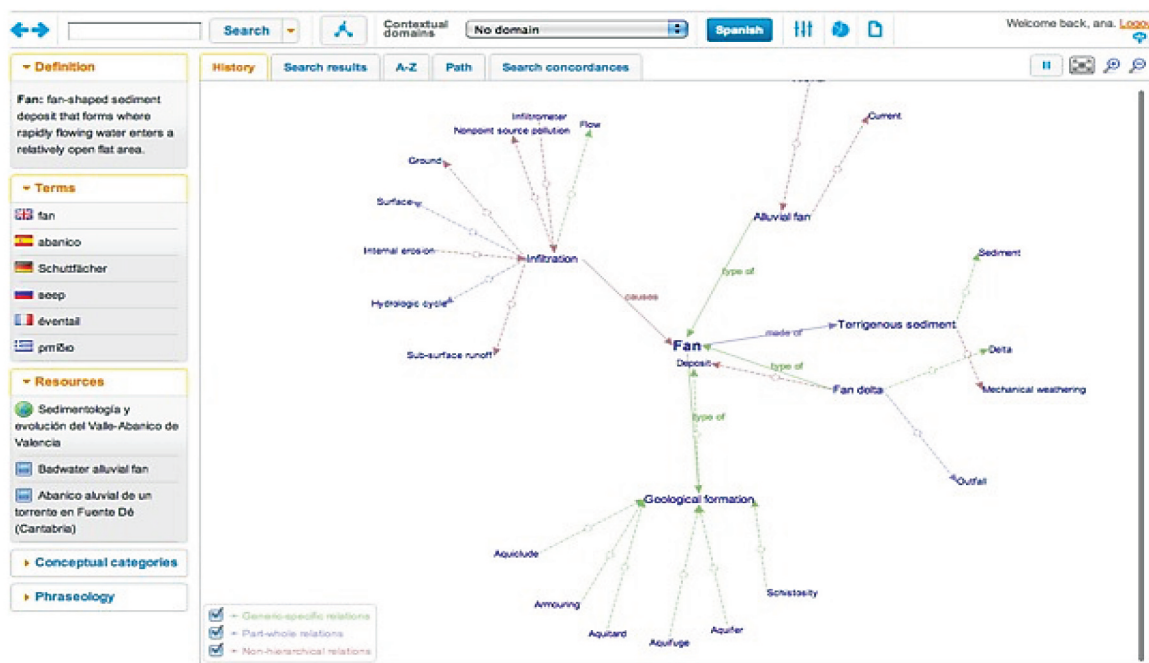 Search
Contextual
domains
No domain
Spanish
Welcome back, ana. Logout
Definition
Fan: fan-shaped sediment
deposit that forms where
rapidly flowing water enters a
relatively open flat area.
Terms
fan
abanico
Schuttfächer
веер
éventail
ριπίδιο
Resources
Sedimentología y
evolución del Valle-Abanico de
Valencia
Badwater alluvial fan
Abanico aluvial de un
torrente en Fuente Dé
(Cantabria)
Conceptual categories
Phraseology
History
Search results
A-Z
Path
Search concordances
Infiltrometer
Nonpoint source pollution
Flow
Ground
Surface
Internal erosion
Infiltration
Hydrologic cycle
Sub-surface runoff
causes
Current
Alluvial fan
type of
Sediment
Fan
made of
Terrigenous sediment
Deposit
type of
Delta
Fan delta
Mechanical weathering
type of
Outfall
Geological formation
Aquiclude
Armouring
Aquitard
Aquifuge
Aquifer
Schistosity
Generic-specific relations
Part-whole relations
Non-hierarchical relations